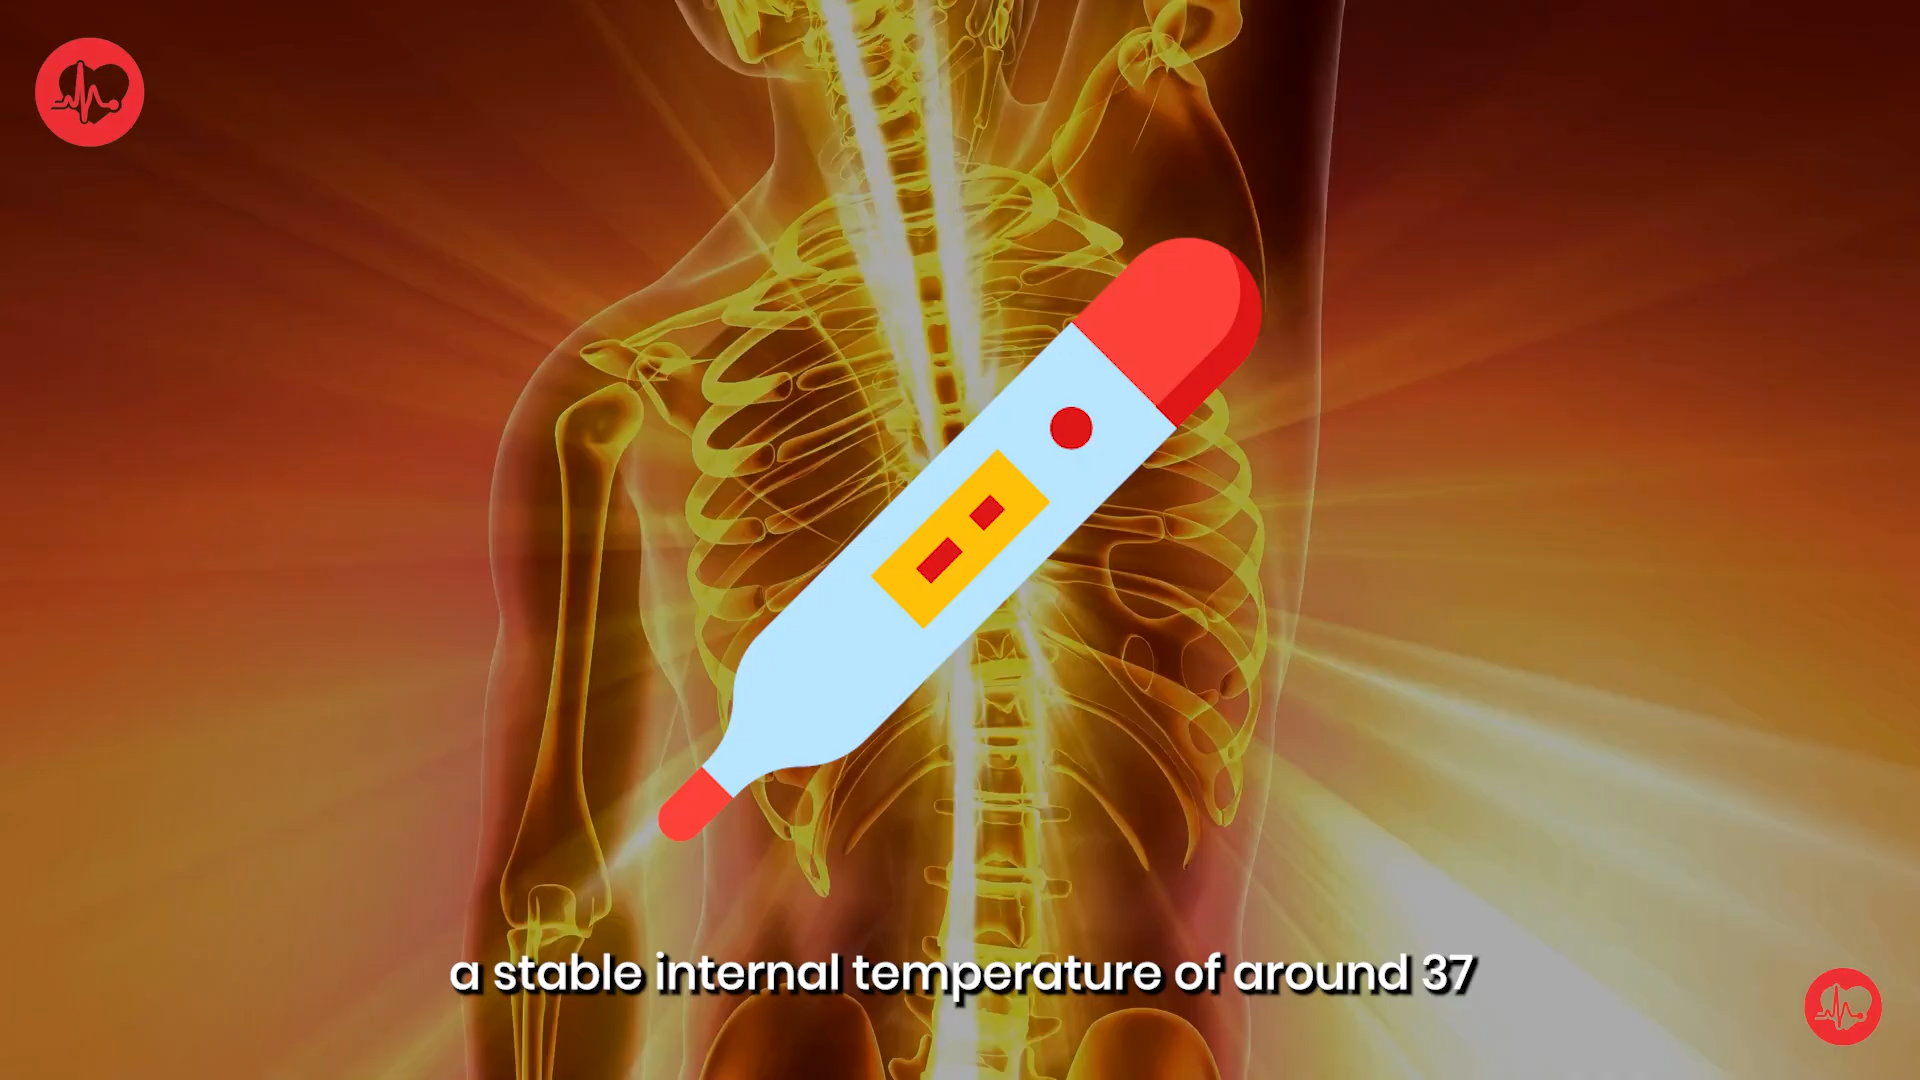 a stable internal temperature of around 37